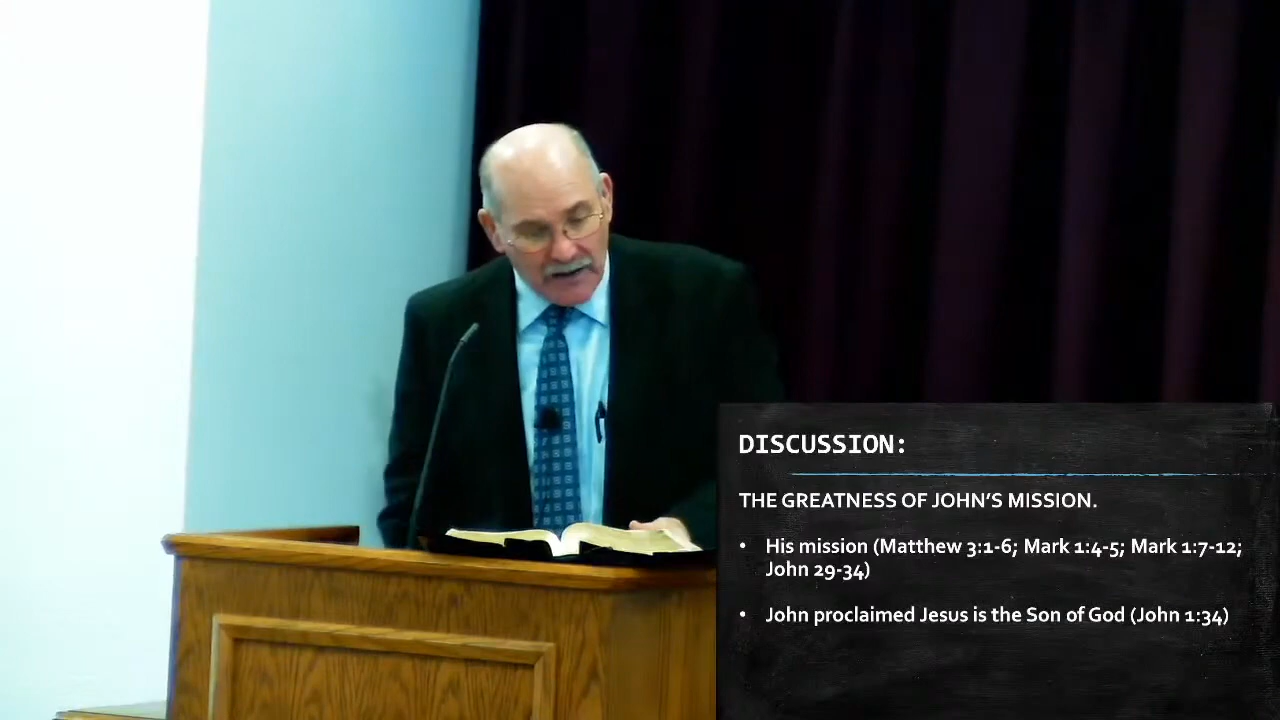 DISCUSSION:
THE GREATNESS OF JOHN'S MISSION.
• His mission (Matthew 3:1-6; Mark 1:4-5; Mark 1:7-12;
John 29-34)
• John proclaimed Jesus is the Son of God (John 1:34)